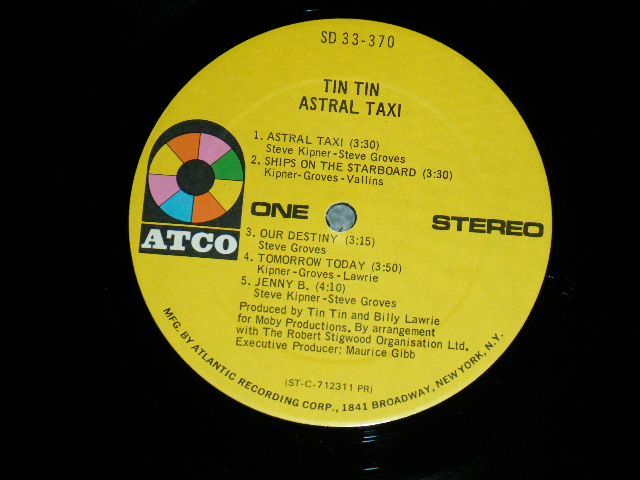 SD 33-370
TIN TIN
ASTRAL TAXI
1. ASTRAL TAXI (3:30)
Steve Kipner-Steve Groves
2. SHIPS ON THE STARBOARD (3:30)
Kipner-Groves-Vallins
ONE
STEREO
ATCO
3. OUR DESTINY (3:15)
Steve Groves
4. TOMORROW TODAY (3:50)
Kipner-Groves-Lawrie
5. JENNY B. (4:10)
Steve Kipner-Steve Groves
Produced by Tin Tin and Billy Lawrie
for Moby Productions. By arrangement
with The Robert Stigwood Organisation Ltd.
Executive Producer: Maurice Gibb
(ST-C-712311 PR)
MFG. BY ATLANTIC RECORDING CORP., 1841 BROADWAY, NEW YORK, N.Y.